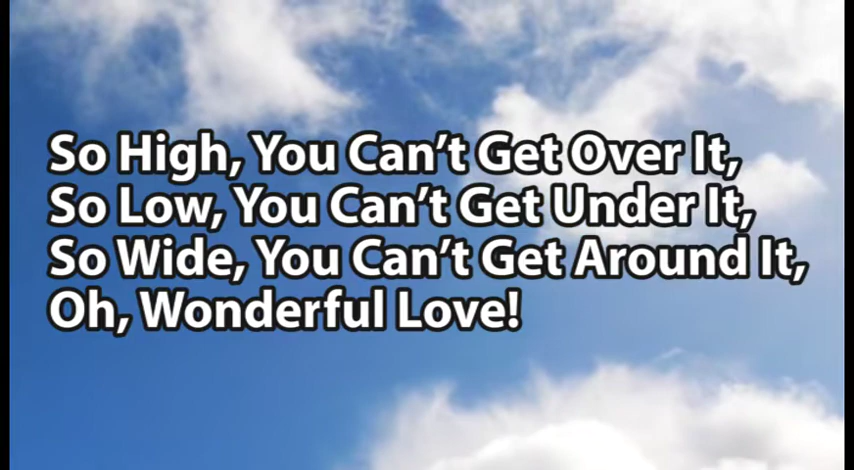 So High, You Can't Get Over It,
So Low, You Can't Get Under It,
So Wide, You Can't Get Around It,
Oh, Wonderful Love!